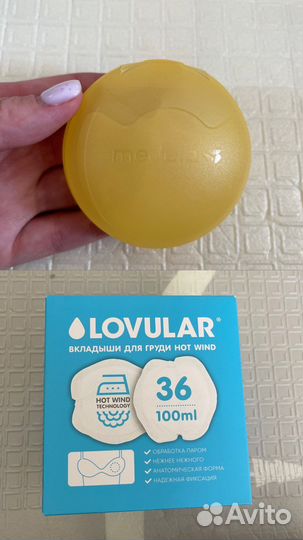 medela
LOVULAR®
ВКЛАДЫШИ ДЛЯ ГРУДИ HOT WIND
HOT WIND
TECHNOLOGY
36
100ml
ОБРАБОТКА ПАРОМ
НЕЖНЕЕ НЕЖНОГО
АНАТОМИЧЕСКАЯ ФОРМА
НАДЕЖНАЯ ФИКСАЦИЯ
Avito